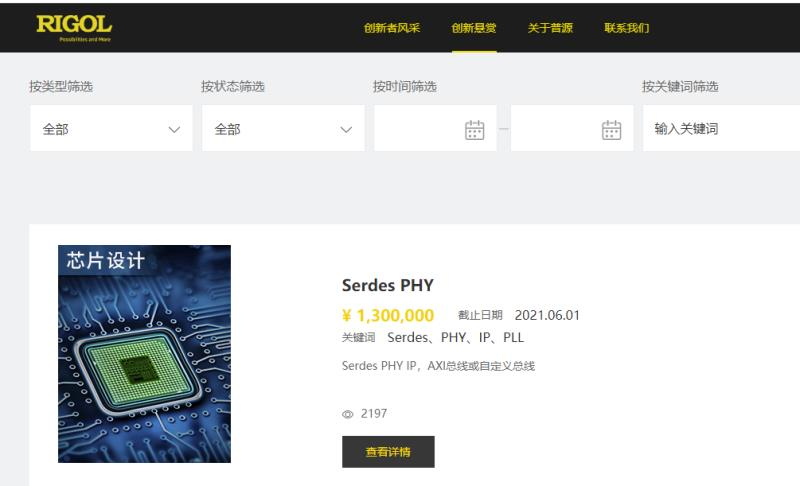 RIGOL
Possibilities and More
创新者风采 创新悬赏 关于普源 联系我们
按类型筛选 按状态筛选 按时间筛选 按关键词筛选
全部 全部 输入关键词
芯片设计
Serdes PHY
¥ 1,300,000 截止日期 2021.06.01
关键词 Serdes、PHY、IP、PLL
Serdes PHY IP，AXI总线或自定义总线
2197
查看详情